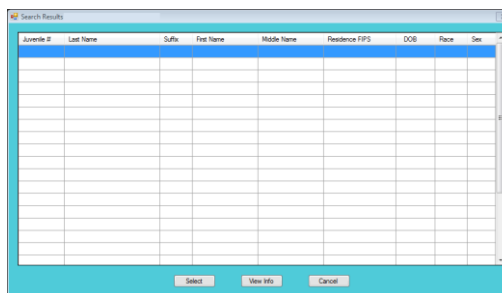 Search Results
Juvenile # Last Name Suffix First Name Middle Name Residence FIPS DOB Race Sex
Select View Info Cancel